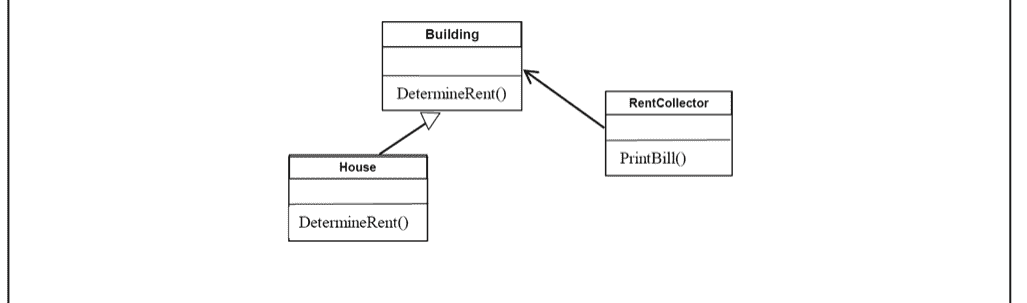 Building
DetermineRent()
RentCollector
PrintBill()
House
DetermineRent()